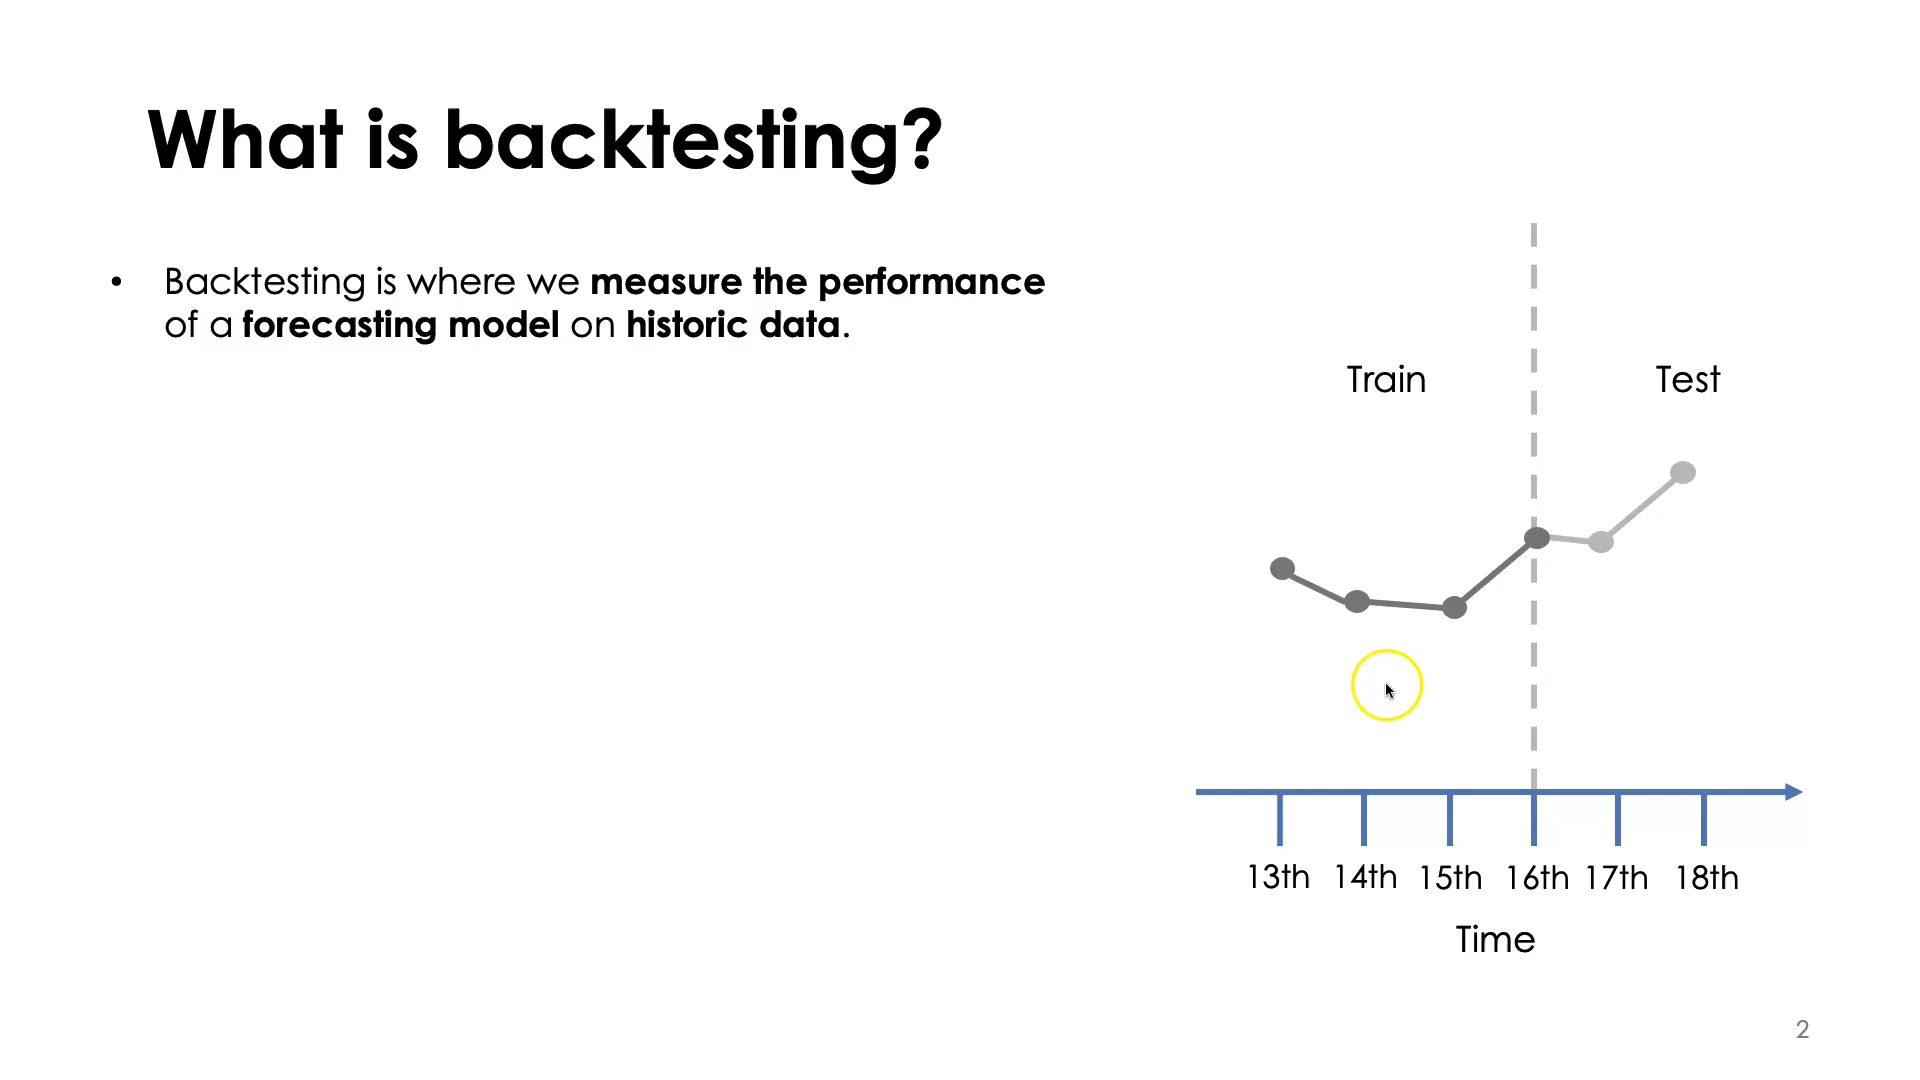 What is backtesting?
• Backtesting is where we measure the performance
of a forecasting model on historic data.
Train
Test
13th 14th 15th 16th 17th 18th
Time
2